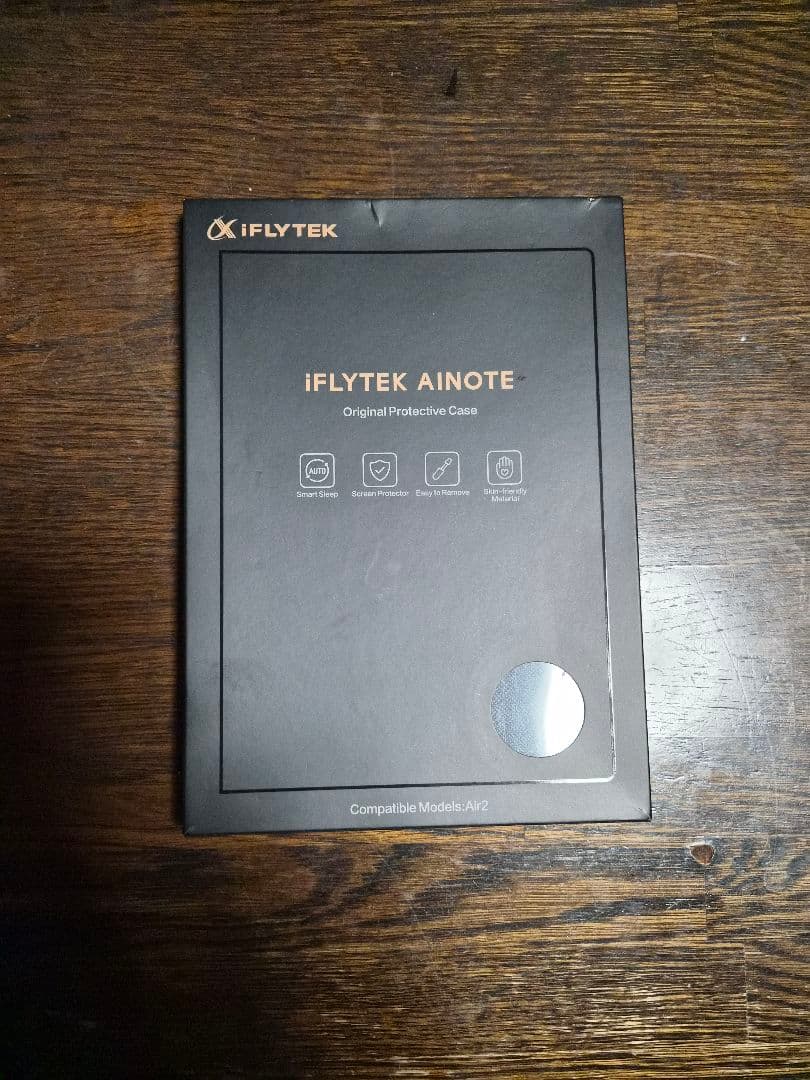 iFLYTEK
iFLYTEK AINOTE
Original Protective Case
AUTO
Smart Sleep Screen Protector Easy to Remove Skin-friendly
Material
Compatible Models:Air2